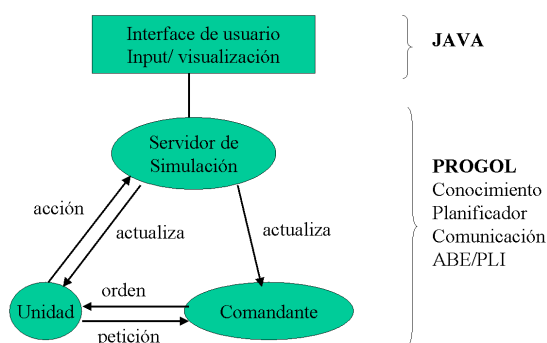 Interface de usuario
Input/ visualización
JAVA
Servidor de
Simulación
PROGOL
Conocimiento
Planificador
Comunicación
ABE/PLI
acción
actualiza
actualiza
Unidad
orden
Comandante
petición